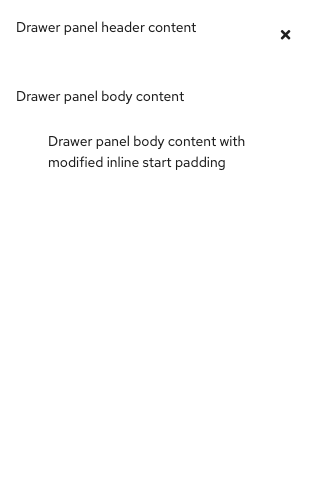 Drawer panel header content
Drawer panel body content
Drawer panel body content with
modified inline start padding